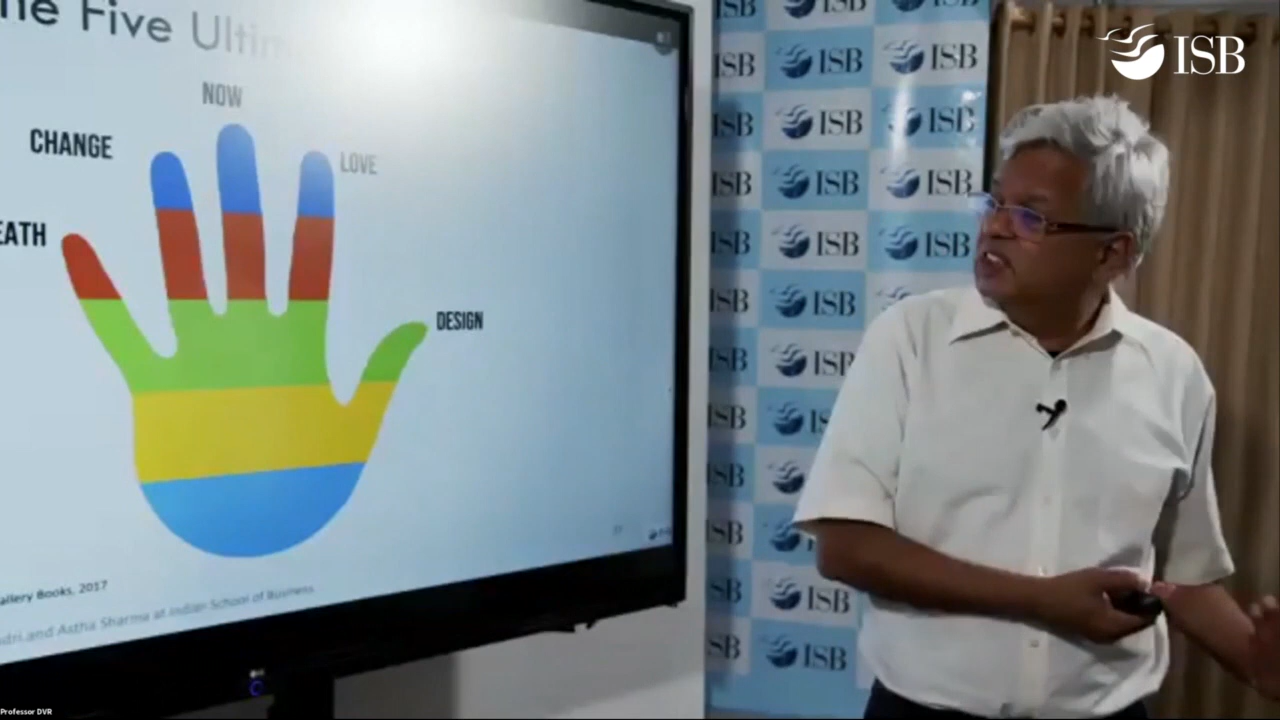 he Five Ulti
NOW
CHANGE
LOVE
EATH
DESIGN
allery Books, 2017
dri and Astha Sharma at Indian School of Business
ISB
ISB
Professor DVR